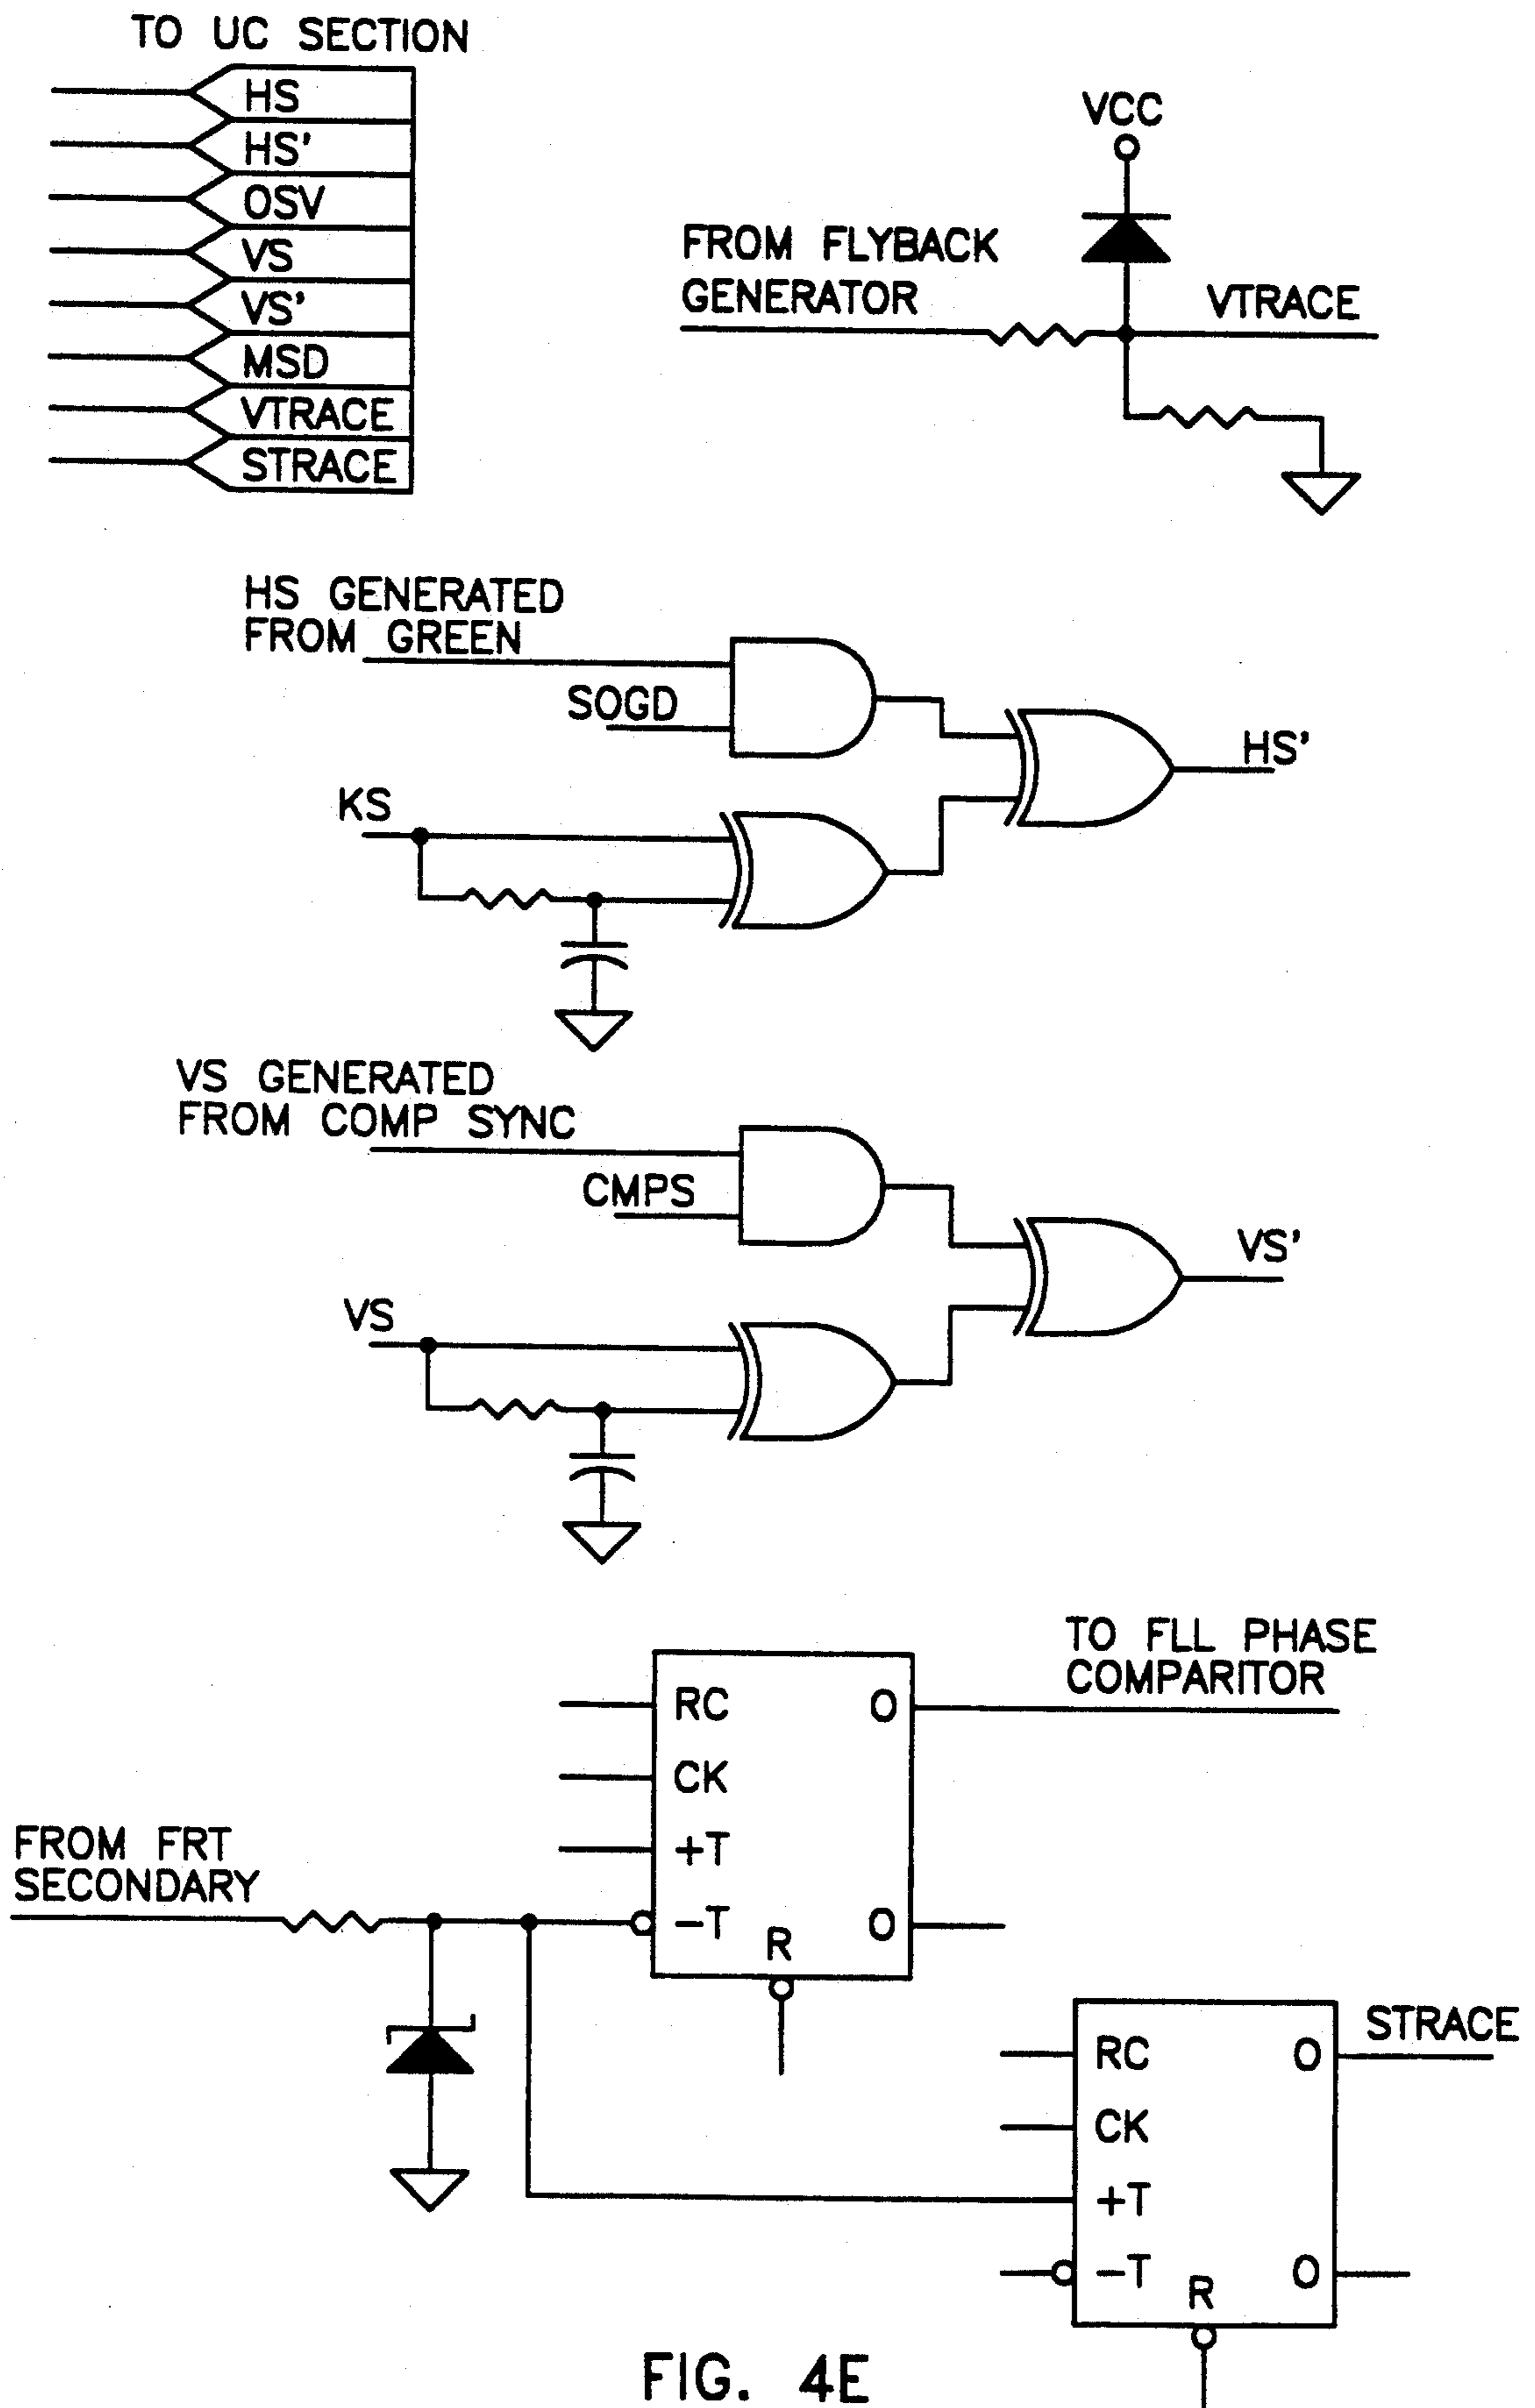 TO UC SECTION
HS
HS'
OSV
VS
VS'
MSD
VTRACE
STRACE
VCC
FROM FLYBACK
GENERATOR
VTRACE
HS GENERATED
FROM GREEN
SOGD
HS'
KS
VS GENERATED
FROM COMP SYNC
CMPS
VS'
VS
TO FLL PHASE
COMPARITOR
RC
O
CK
+T
-T
O
R
FROM FRT
SECONDARY
STRACE
RC
O
CK
+T
-T
O
R
FIG. 4E